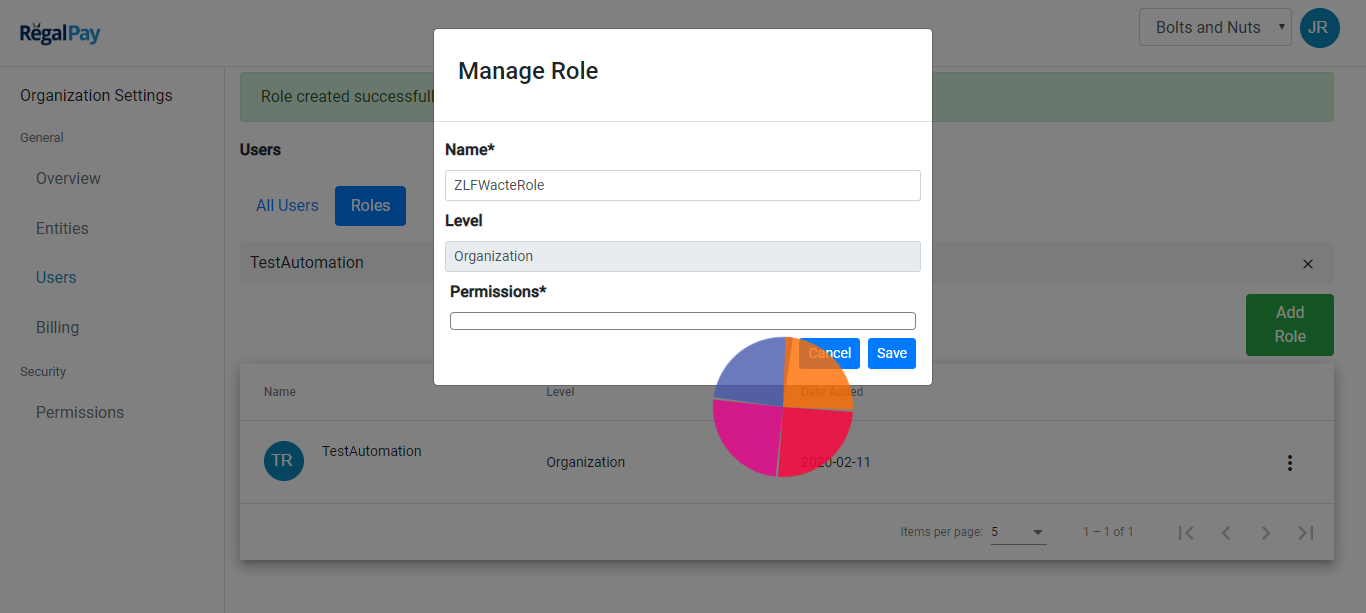 RegalPay
Bolts and Nuts
JR
Manage Role
Organization Settings
Role created successfull
General
Name*
Users
ZLFWacteRole
Overview
All Users
Roles
Level
Entities
Organization
TestAutomation
Users
Permissions*
Add
Role
Billing
Cancel
Save
Security
Name
Level
Date Added
Permissions
TR
TestAutomation
Organization
2020-02-11
Items per page:
5
1 – 1 of 1